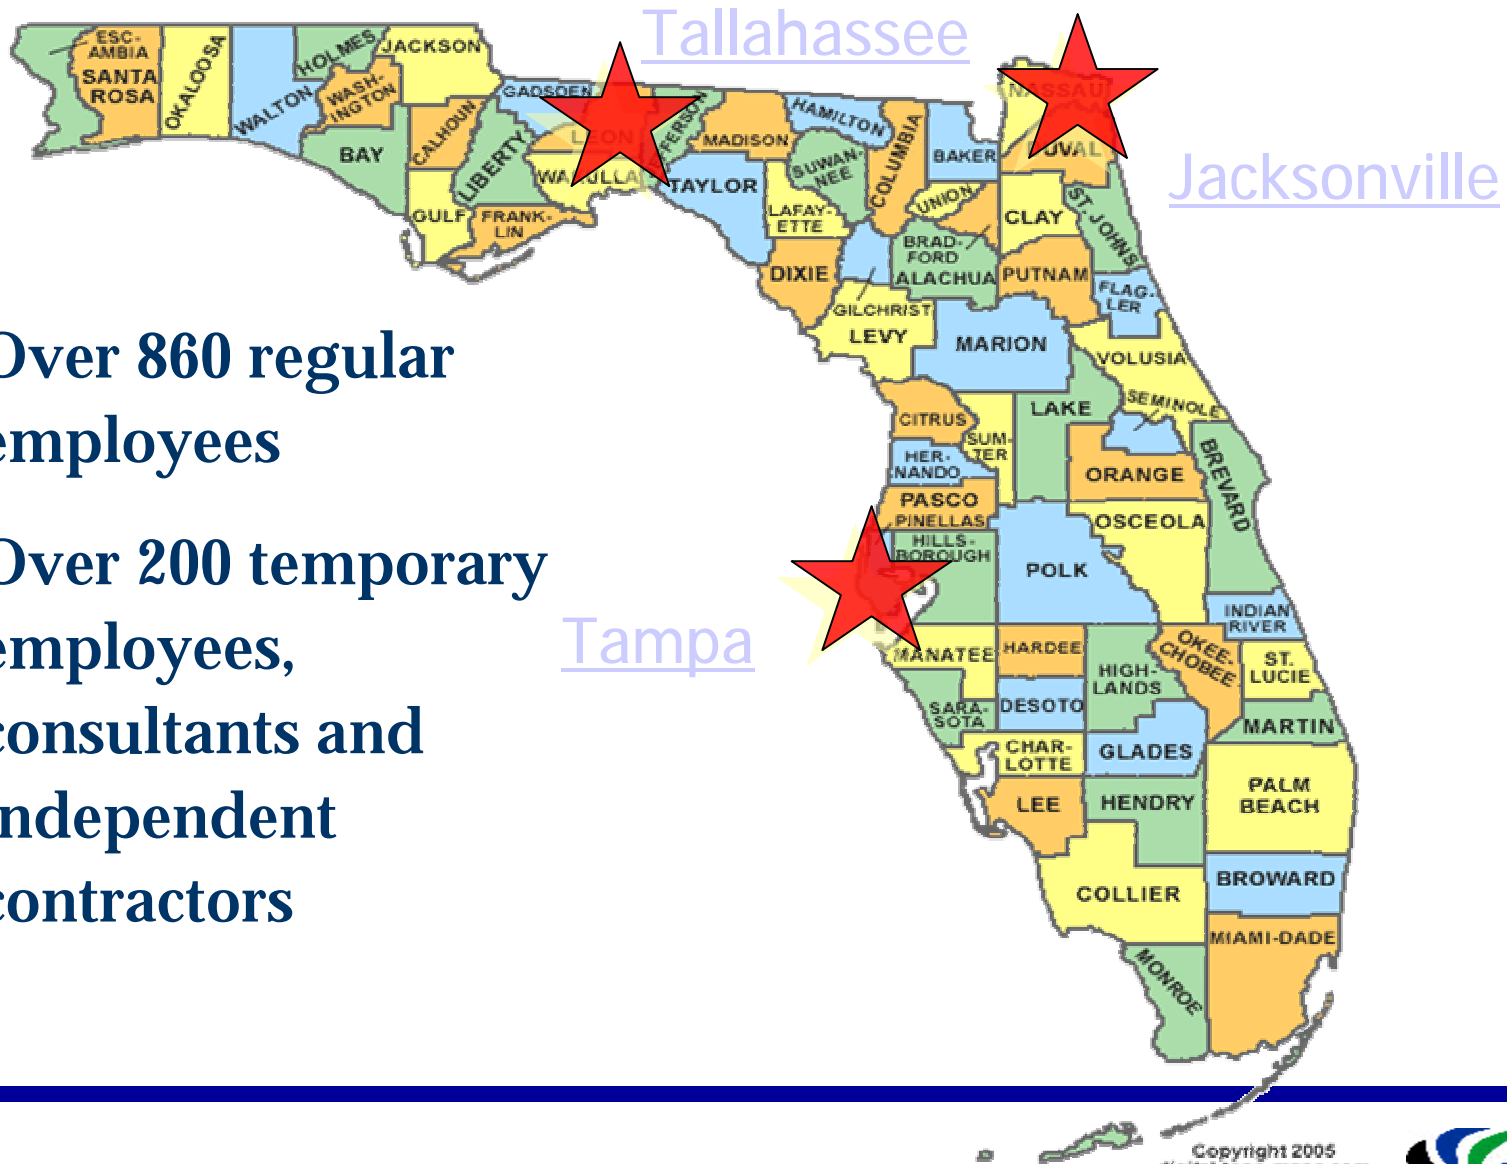 Tallahassee
Jacksonville
Tampa
Over 860 regular
employees
Over 200 temporary
employees,
consultants and
independent
contractors
ESC-
AMBIA
SANTA
ROSA
OKALOOSA
WALTON
HOLMES
WASH-
INGTON
JACKSON
BAY
CALHOUN
GULF
LIBERTY
GADSDEN
FRANK-
LIN
LEON
WAKULLA
JEFFERSON
MADISON
TAYLOR
HAMILTON
SUWAN-
NEE
LAFAY-
ETTE
DIXIE
COLUMBIA
BAKER
UNION
BRAD-
FORD
ALACHUA
GILCHRIST
LEVY
NASSAU
DUVAL
CLAY
ST. JOHNS
PUTNAM
FLAG-
LER
MARION
VOLUSIA
CITRUS
SUM-
TER
LAKE
SEMINOLE
HER-
NANDO
ORANGE
BREVARD
PASCO
PINELLAS
HILLS-
BOROUGH
POLK
OSCEOLA
INDIAN
RIVER
MANATEE
HARDEE
HIGH-
LANDS
OKEE-
CHOBEE
ST.
LUCIE
SARA-
SOTA
DESOTO
MARTIN
CHAR-
LOTTE
GLADES
PALM
BEACH
LEE
HENDRY
COLLIER
BROWARD
MIAMI-DADE
MONROE
Copyright 2005